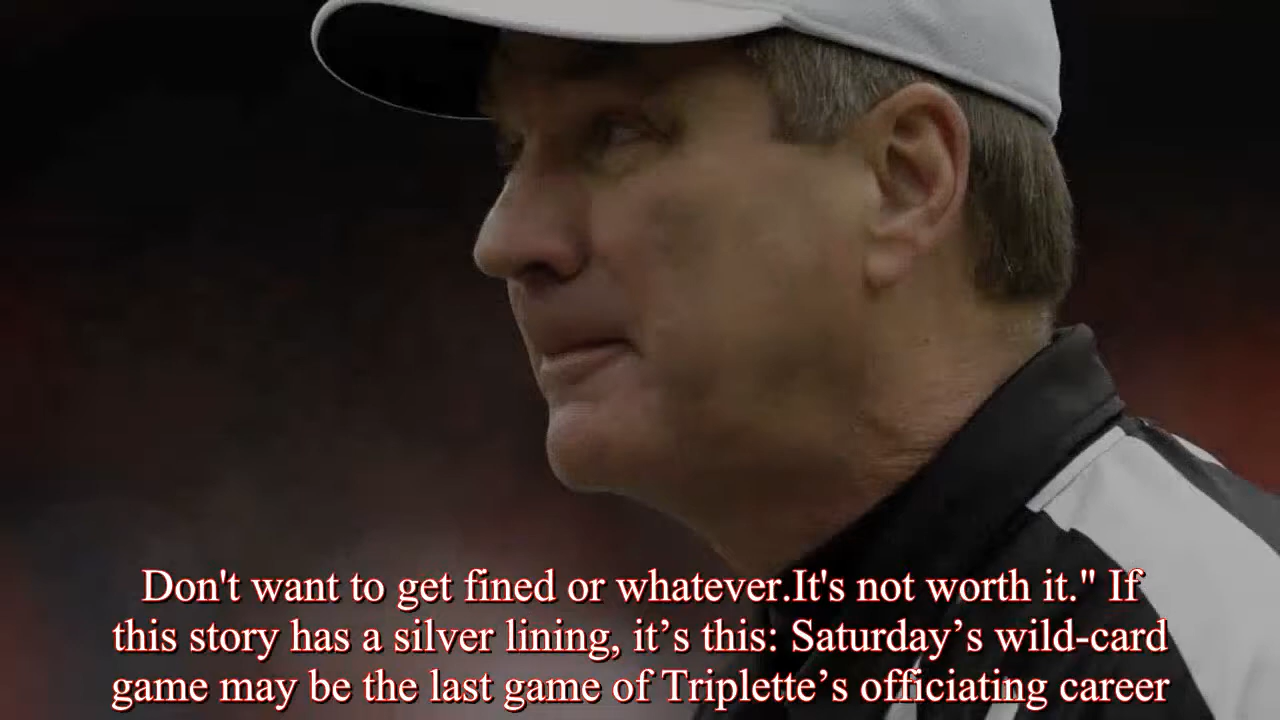 Don't want to get fined or whatever.It's not worth it." If
this story has a silver lining, it’s this: Saturday’s wild-card
game may be the last game of Triplette’s officiating career